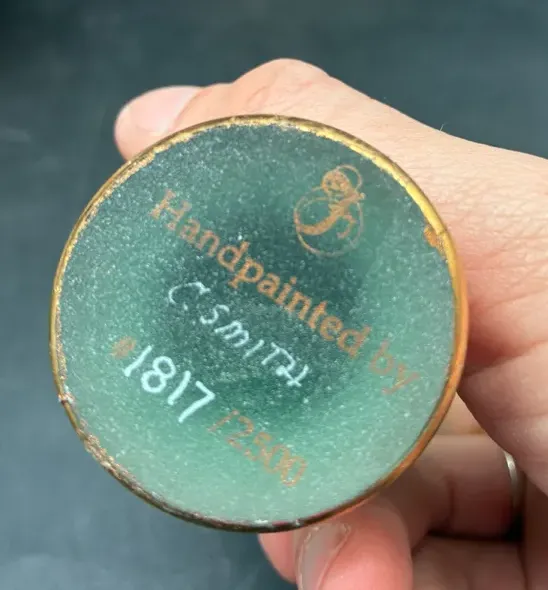 Handpainted by
C SMITH
#1817 /2500